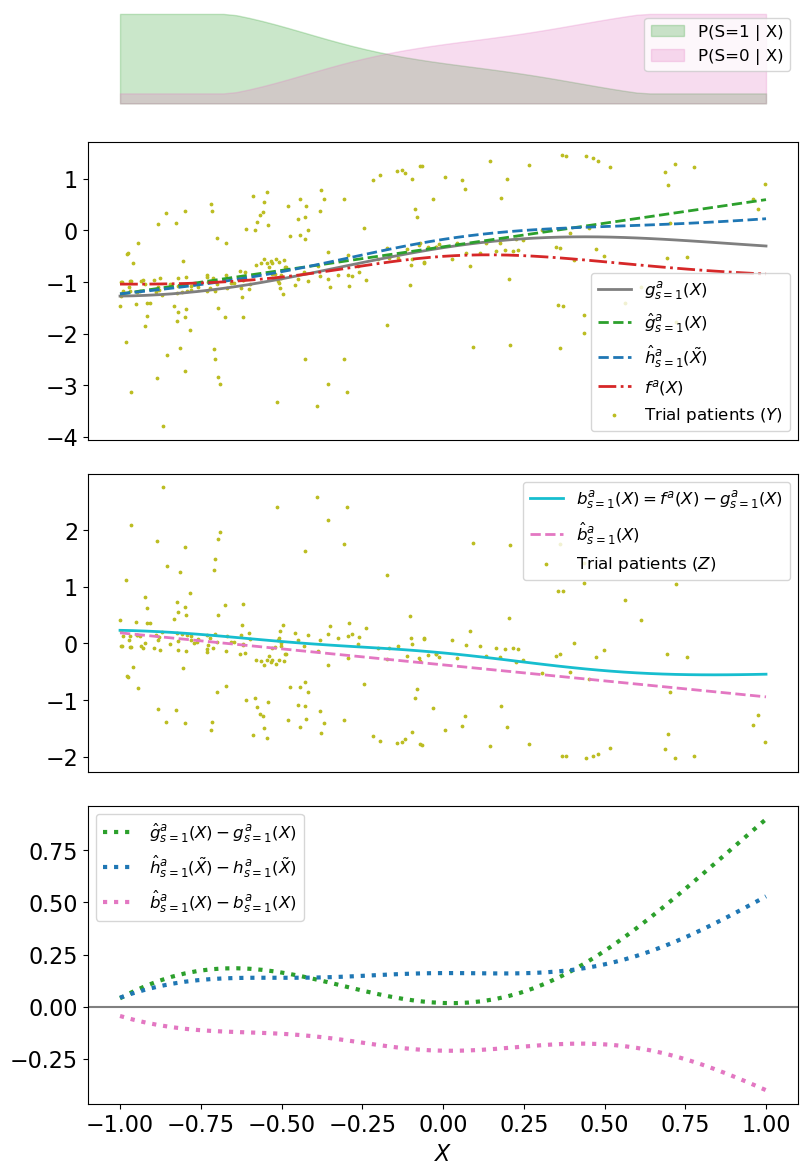 P(S=1 | X)
P(S=0 | X)
1
0
−1
−2
−3
−4
g^a_{s=1}(X)
ĝ^a_{s=1}(X)
ĥ^a_{s=1}(X̃)
f^a(X)
Trial patients (Y)
2
1
0
−1
−2
b^a_{s=1}(X) = f^a(X) − g^a_{s=1}(X)
b̂^a_{s=1}(X)
Trial patients (Z)
0.75
0.50
0.25
0.00
−0.25
ĝ^a_{s=1}(X) − g^a_{s=1}(X)
ĥ^a_{s=1}(X̃) − h^a_{s=1}(X̃)
b̂^a_{s=1}(X) − b^a_{s=1}(X)
−1.00 −0.75 −0.50 −0.25 0.00 0.25 0.50 0.75 1.00
X